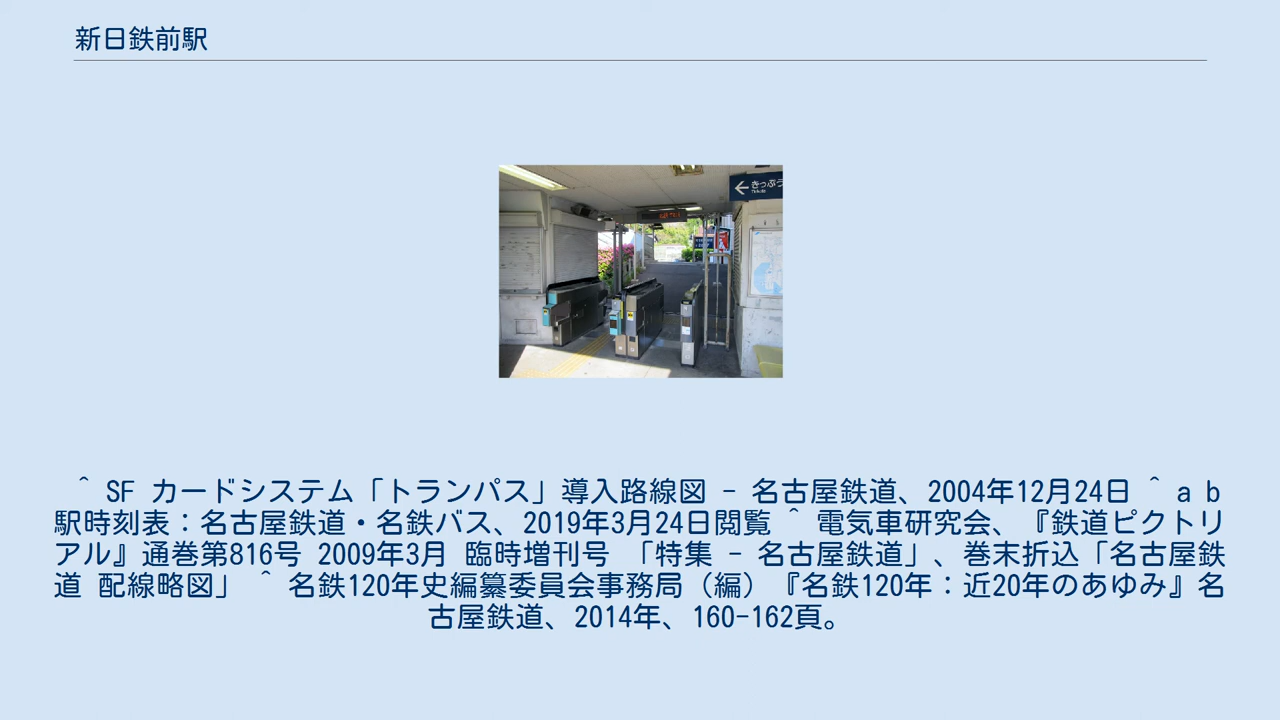 新日鉄前駅
きっぷう
^ SF カードシステム「トランパス」導入路線図 - 名古屋鉄道、2004年12月24日 ^ a b
駅時刻表:名古屋鉄道・名鉄バス、2019年3月24日閲覧 ^ 電気車研究会、『鉄道ピクトリ
アル』通巻第816号 2009年3月 臨時増刊号 「特集 - 名古屋鉄道」、巻末折込「名古屋鉄
道 配線略図」 ^ 名鉄120年史編纂委員会事務局(編)『名鉄120年:近20年のあゆみ』名
古屋鉄道、2014年、160-162頁。